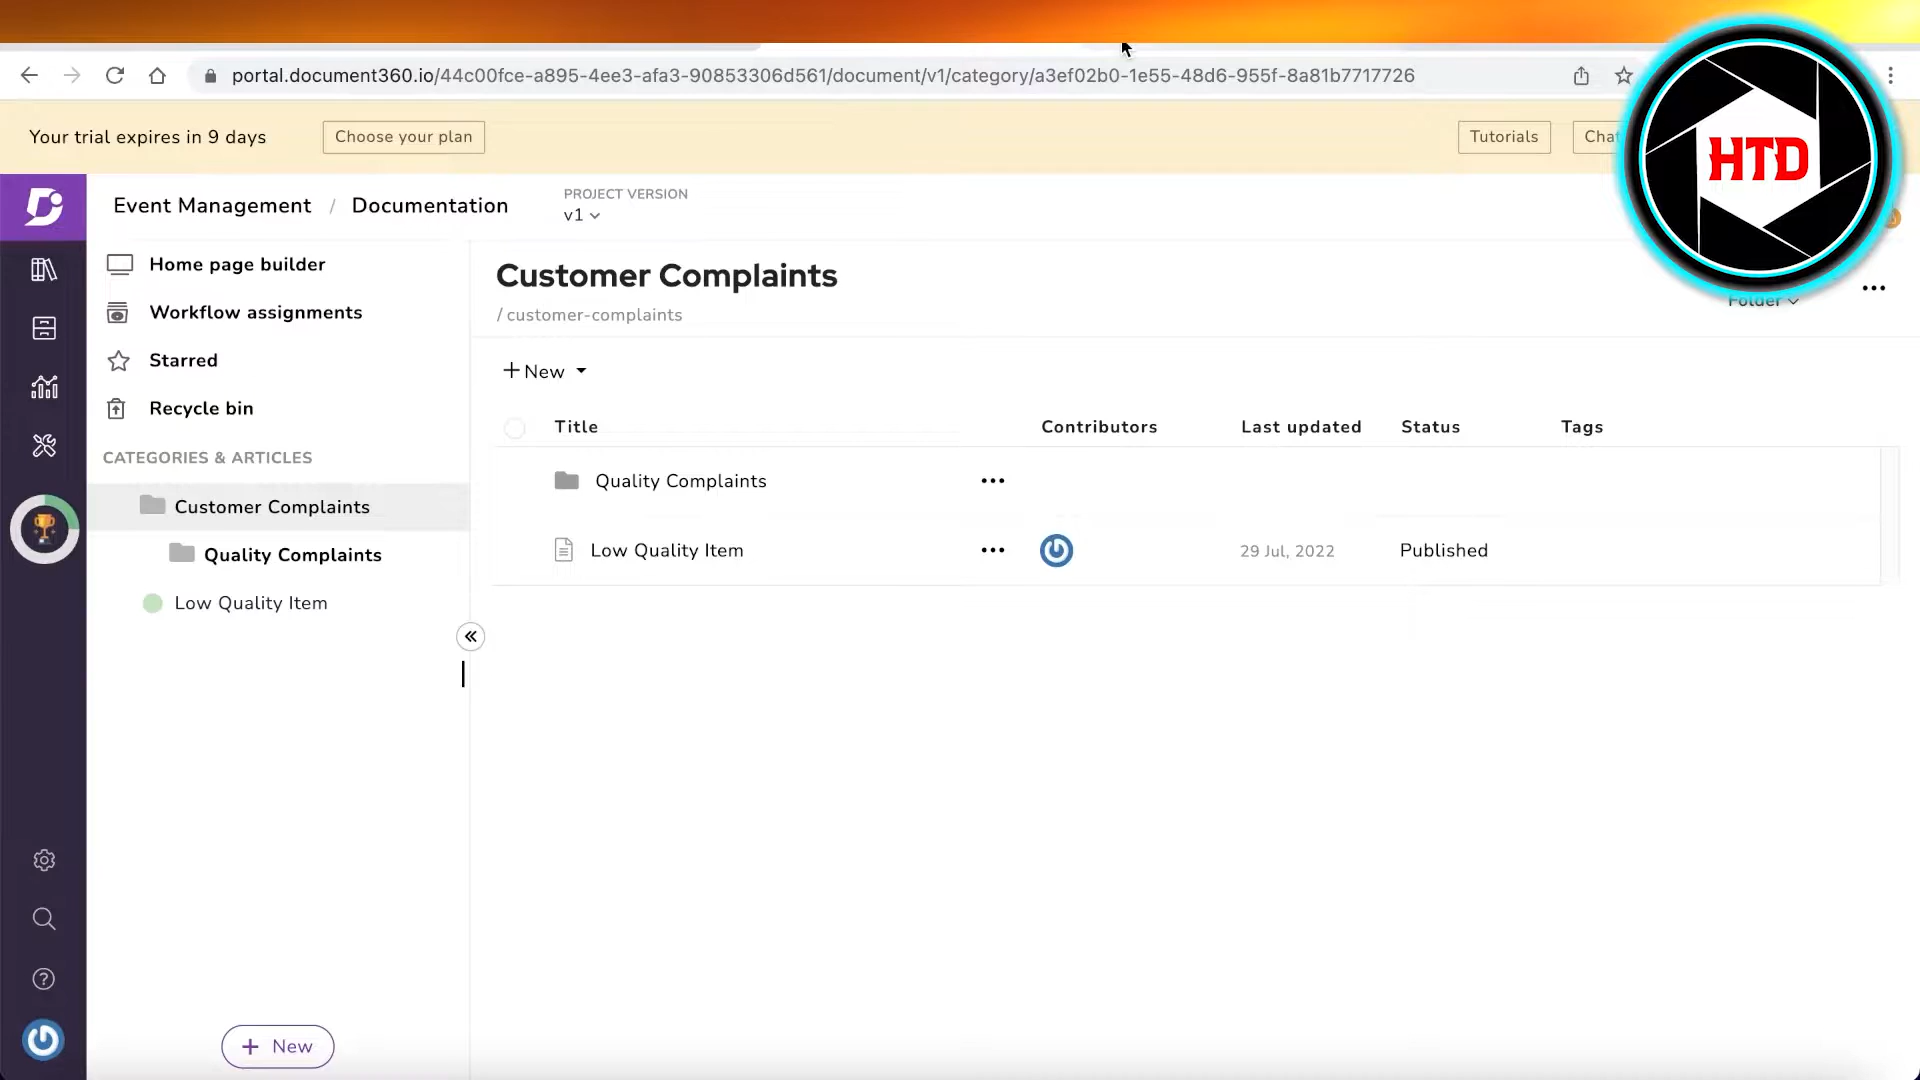 portal.document360.io/44c00fce-a895-4ee3-afa3-90853306d561/document/v1/category/a3ef02b0-1e55-48d6-955f-8a81b7717726
Your trial expires in 9 days
Choose your plan
Tutorials
HTD
Event Management / Documentation
PROJECT VERSION
v1
Home page builder
Workflow assignments
Starred
Recycle bin
CATEGORIES & ARTICLES
Customer Complaints
Quality Complaints
Low Quality Item
+ New
Customer Complaints
/ customer-complaints
Folder
+ New
Title Contributors Last updated Status Tags
Quality Complaints
Low Quality Item 29 Jul, 2022 Published